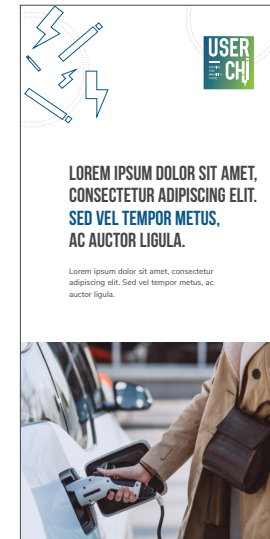 USER
CHI
LOREM IPSUM DOLOR SIT AMET,
CONSECTETUR ADIPISCING ELIT.
SED VEL TEMPOR METUS,
AC AUCTOR LIGULA.
Lorem ipsum dolor sit amet, consectetur
adipiscing elit. Sed vel tempor metus, ac
auctor ligula.